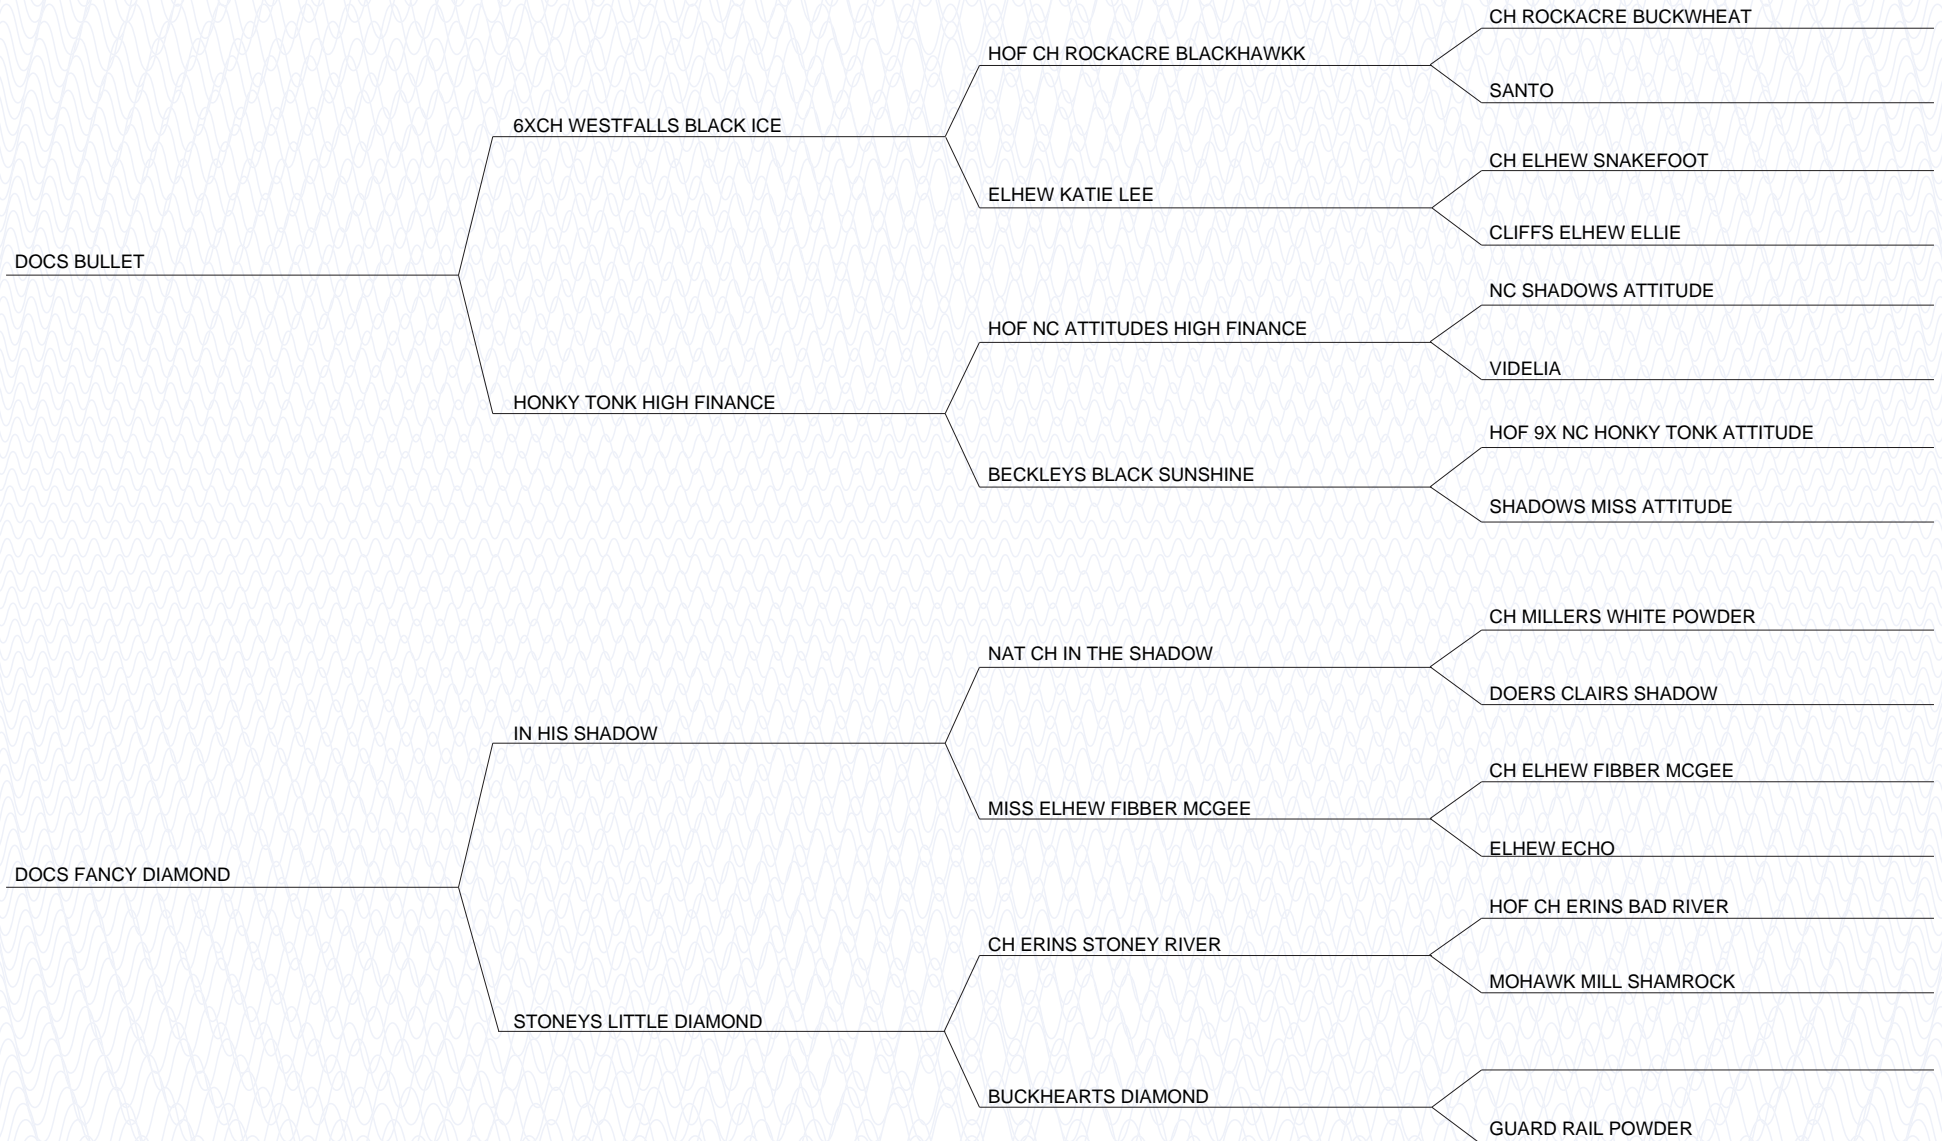 DOCS BULLET
6XCH WESTFALLS BLACK ICE
HOF CH ROCKACRE BLACKHAWKK
CH ROCKACRE BUCKWHEAT
SANTO
ELHEW KATIE LEE
CH ELHEW SNAKEFOOT
CLIFFS ELHEW ELLIE
HONKY TONK HIGH FINANCE
HOF NC ATTITUDES HIGH FINANCE
NC SHADOWS ATTITUDE
VIDELIA
BECKLEYS BLACK SUNSHINE
HOF 9X NC HONKY TONK ATTITUDE
SHADOWS MISS ATTITUDE
DOCS FANCY DIAMOND
IN HIS SHADOW
NAT CH IN THE SHADOW
CH MILLERS WHITE POWDER
DOERS CLAIRS SHADOW
MISS ELHEW FIBBER MCGEE
CH ELHEW FIBBER MCGEE
ELHEW ECHO
STONEYS LITTLE DIAMOND
CH ERINS STONEY RIVER
HOF CH ERINS BAD RIVER
MOHAWK MILL SHAMROCK
BUCKHEARTS DIAMOND
GUARD RAIL POWDER